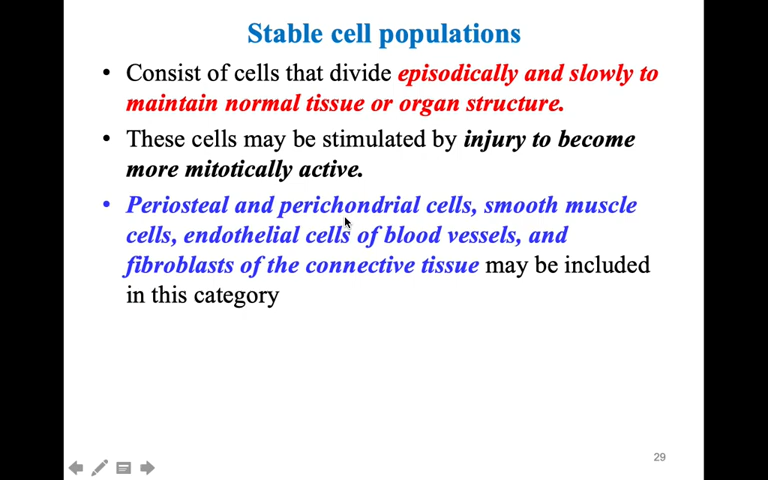 Stable cell populations
• Consist of cells that divide episodically and slowly to
maintain normal tissue or organ structure.
• These cells may be stimulated by injury to become
more mitotically active.
• Periosteal and perichondrial cells, smooth muscle
cells, endothelial cells of blood vessels, and
fibroblasts of the connective tissue may be included
in this category
29